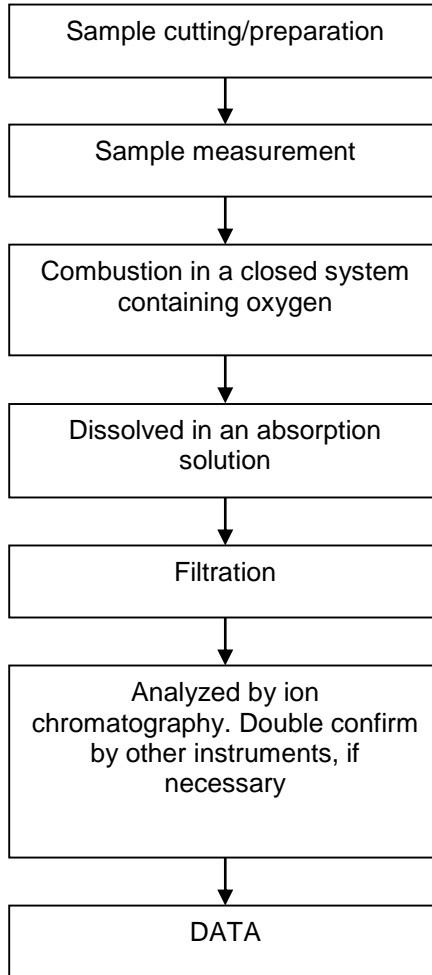 Sample cutting/preparation
Sample measurement
Combustion in a closed system
containing oxygen
Dissolved in an absorption
solution
Filtration
Analyzed by ion
chromatography. Double confirm
by other instruments, if
necessary
DATA